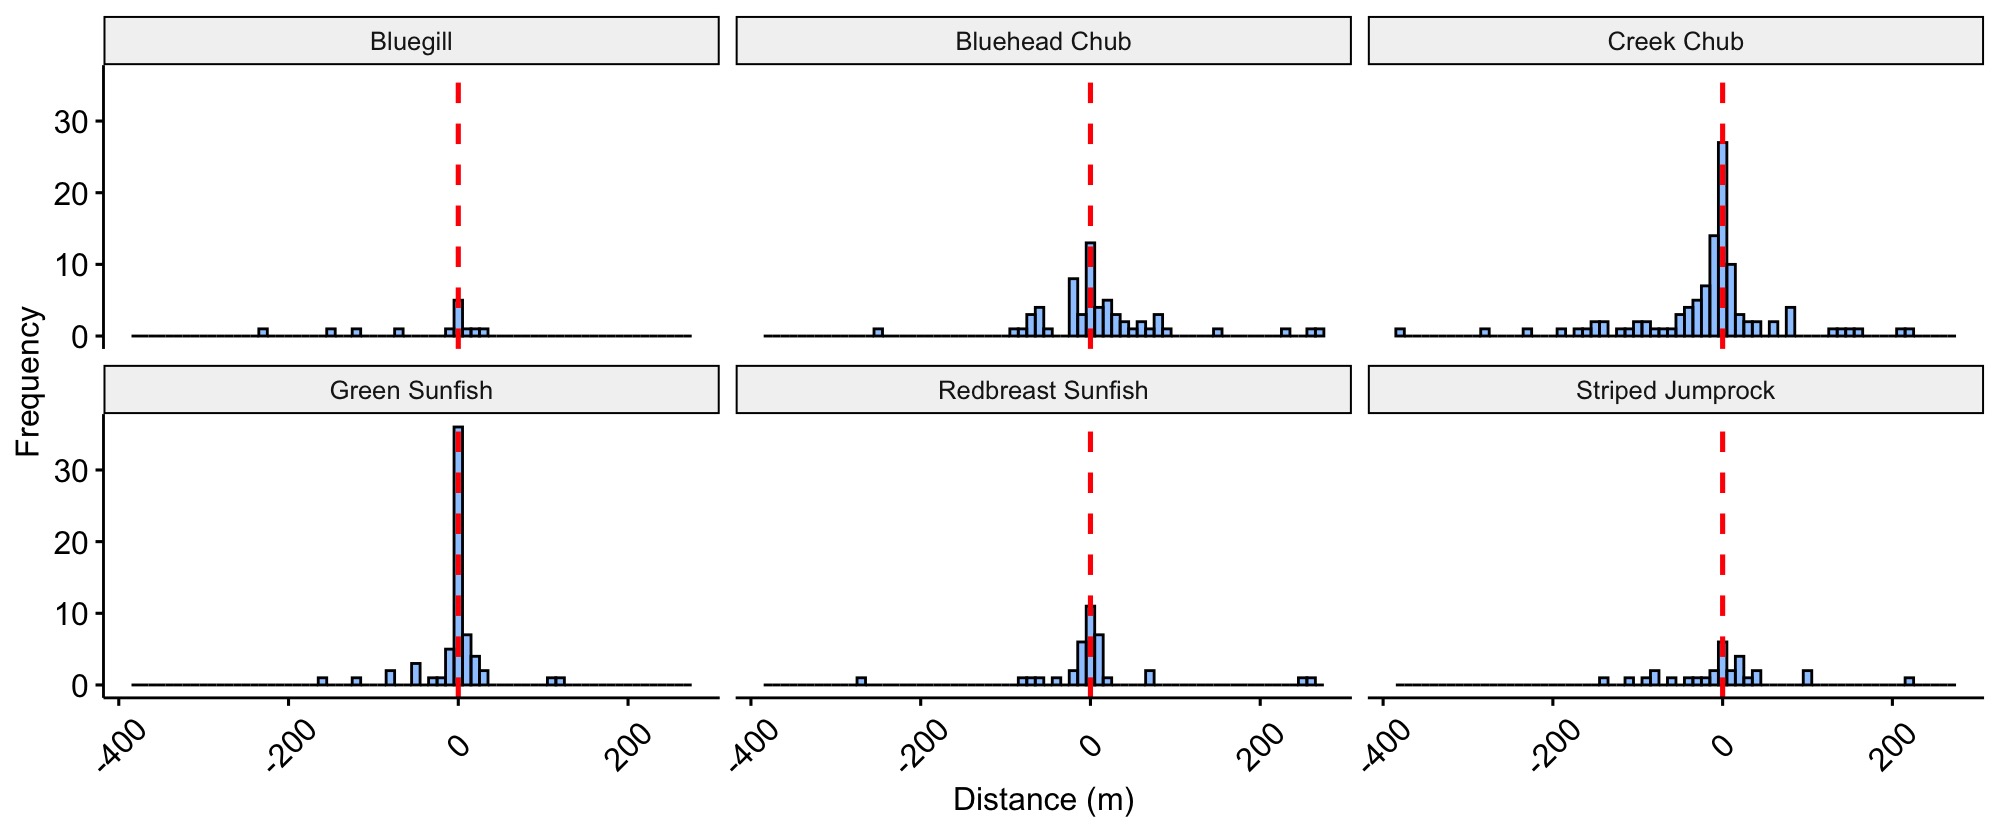 Bluegill
Bluehead Chub
Creek Chub
30
20
10
0
Frequency
Green Sunfish
Redbreast Sunfish
Striped Jumprock
30
20
10
0
-400 -200 0 200 -400 -200 0 200 -400 -200 0 200
Distance (m)